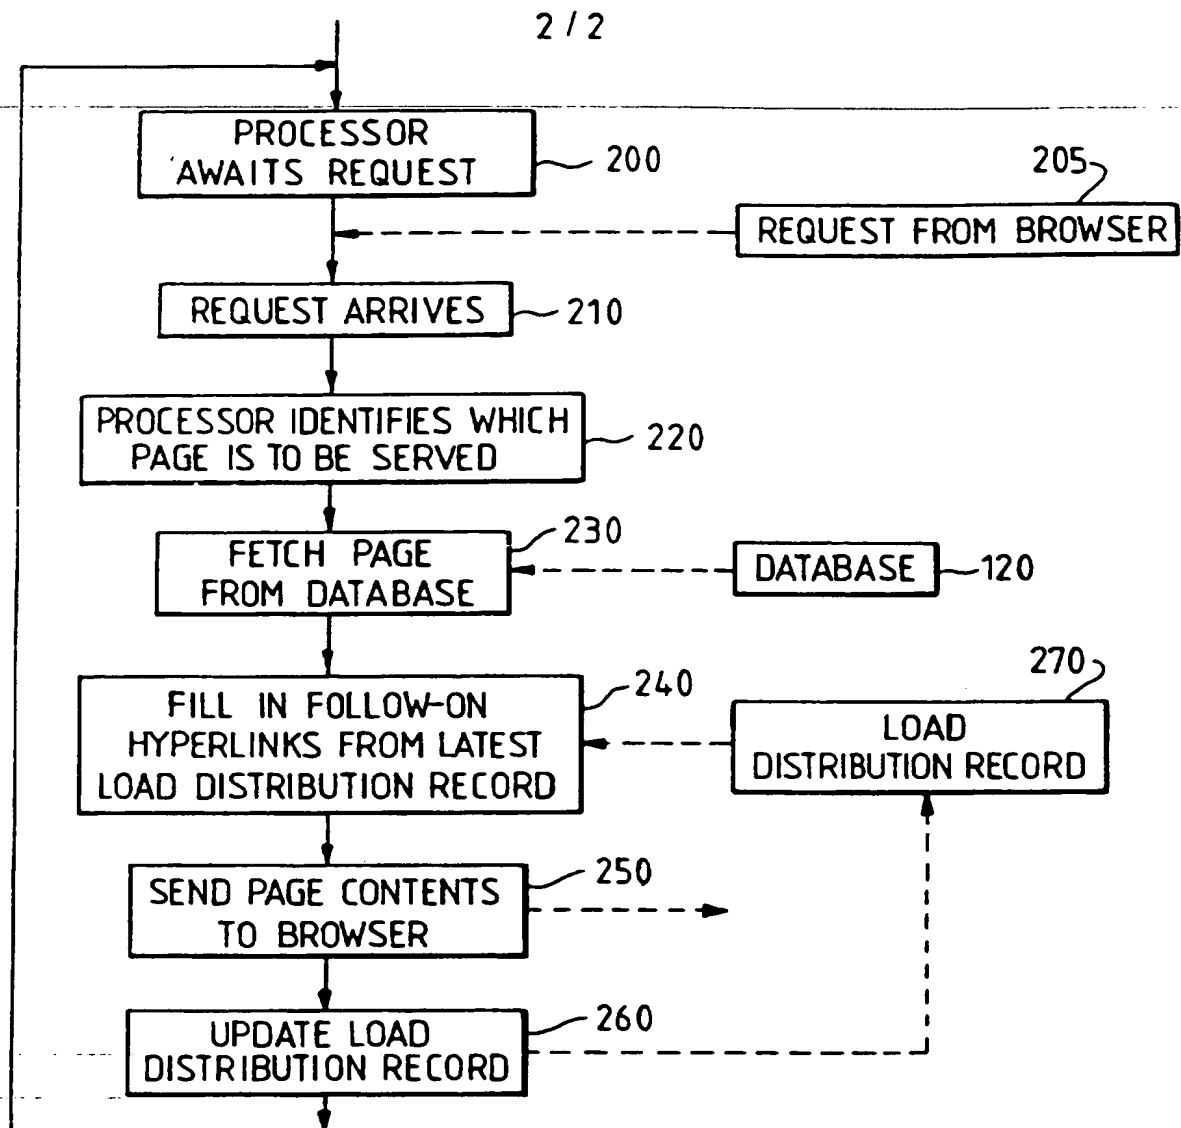 2 / 2
PROCESSOR
AWAITS REQUEST
200
205
REQUEST FROM BROWSER
REQUEST ARRIVES
210
PROCESSOR IDENTIFIES WHICH
PAGE IS TO BE SERVED
220
230
FETCH PAGE
FROM DATABASE
DATABASE
120
240
270
FILL IN FOLLOW-ON
HYPERLINKS FROM LATEST
LOAD DISTRIBUTION RECORD
LOAD
DISTRIBUTION RECORD
250
SEND PAGE CONTENTS
TO BROWSER
260
UPDATE LOAD
DISTRIBUTION RECORD